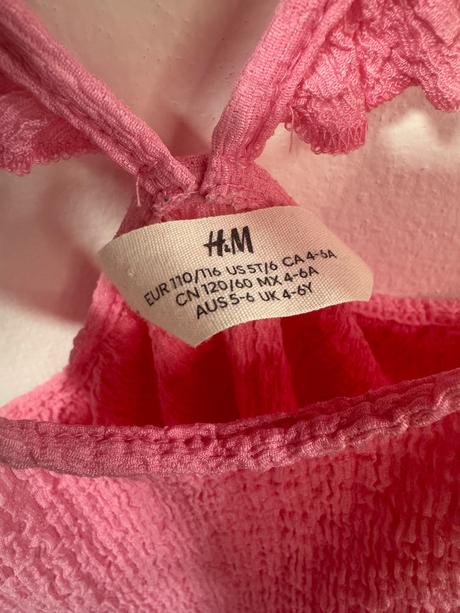 H&M
EUR 110/116 US 5T/6 CA 4-6A
CN 120/60 MX 4-6A
AUS 5-6 UK 4-6Y